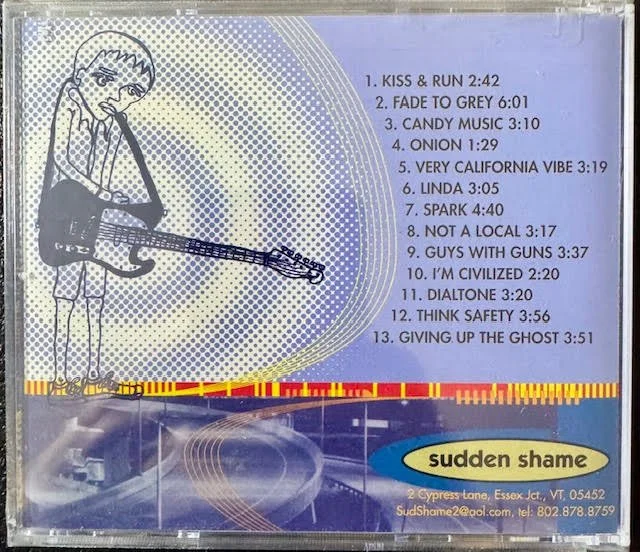 1. KISS & RUN 2:42
2. FADE TO GREY 6:01
3. CANDY MUSIC 3:10
4. ONION 1:29
5. VERY CALIFORNIA VIBE 3:19
6. LINDA 3:05
7. SPARK 4:40
8. NOT A LOCAL 3:17
9. GUYS WITH GUNS 3:37
10. I'M CIVILIZED 2:20
11. DIALTONE 3:20
12. THINK SAFETY 3:56
13. GIVING UP THE GHOST 3:51
sudden shame
2 Cypress Lane, Essex Jct., VT, 05452
SudShame2@aol.com, tel: 802.878.8759